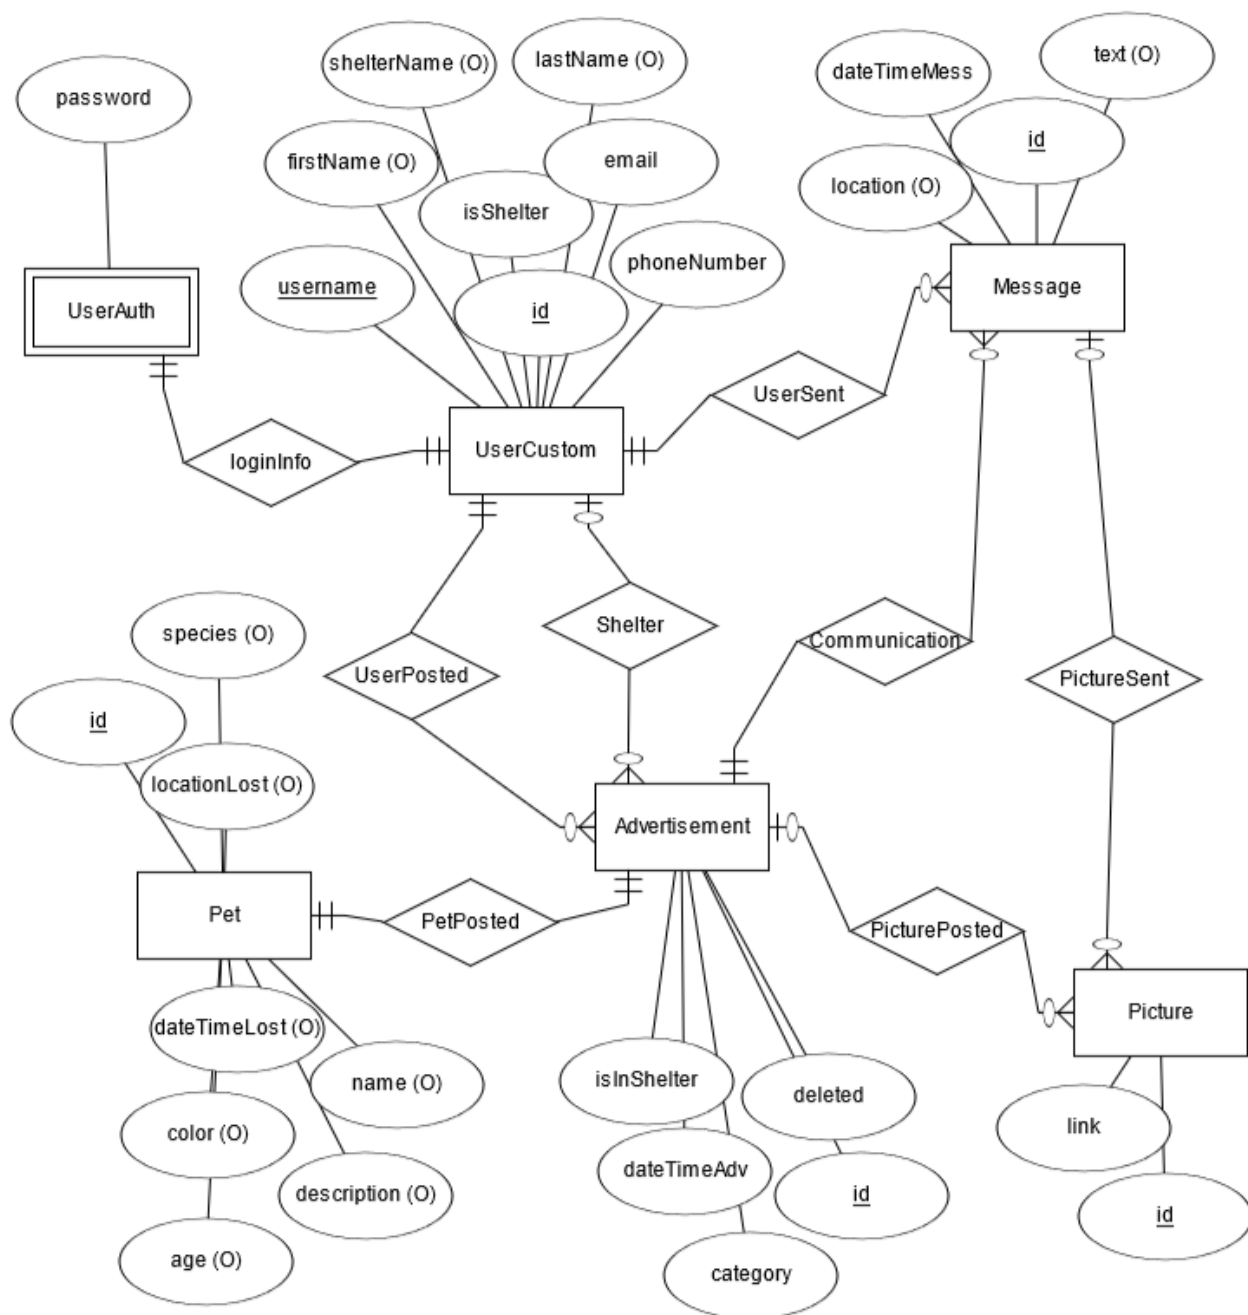 shelterName (O)
lastName (O)
text (O)
dateTimeMess
password
id
firstName (O)
email
location (O)
isShelter
phoneNumber
username
id
Message
UserAuth
UserSent
UserCustom
loginInfo
Shelter
Communication
species (O)
UserPosted
PictureSent
id
locationLost (O)
Advertisement
Pet
PetPosted
PicturePosted
Picture
dateTimeLost (O)
name (O)
isInShelter
deleted
link
color (O)
dateTimeAdv
description (O)
id
id
age (O)
category